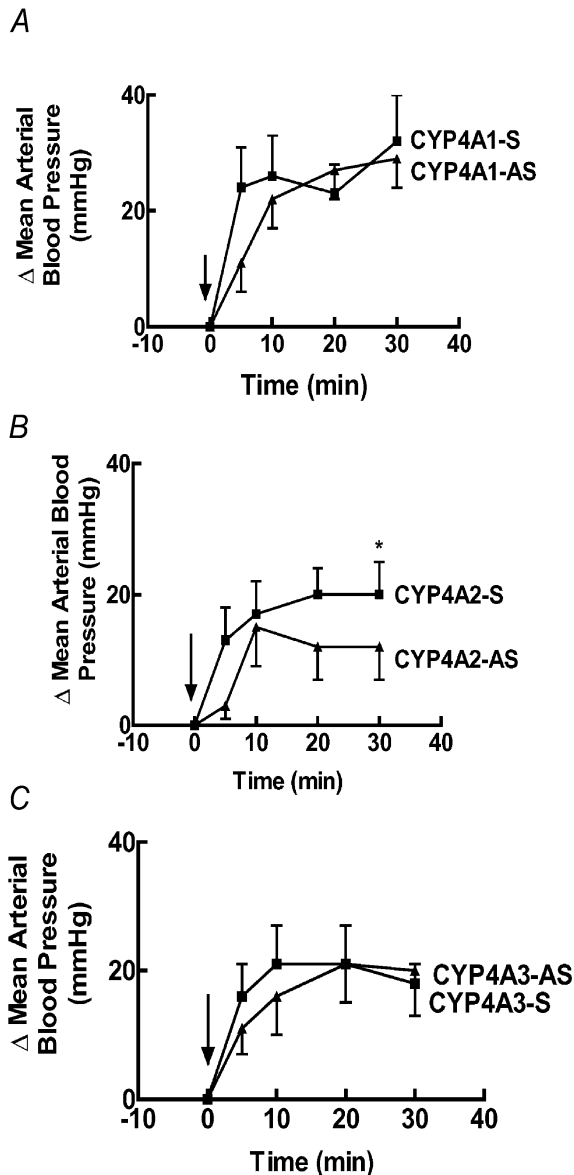 A
Δ Mean Arterial
Blood Pressure
(mmHg)
40
20
0
CYP4A1-S
CYP4A1-AS
-10 0 10 20 30 40
Time (min)
B
Δ Mean Arterial Blood
Pressure (mmHg)
40
20
0
*
CYP4A2-S
CYP4A2-AS
-10 0 10 20 30 40
Time (min)
C
Δ Mean Arterial
Blood Pressure
(mmHg)
40
20
0
CYP4A3-AS
CYP4A3-S
-10 0 10 20 30 40
Time (min)